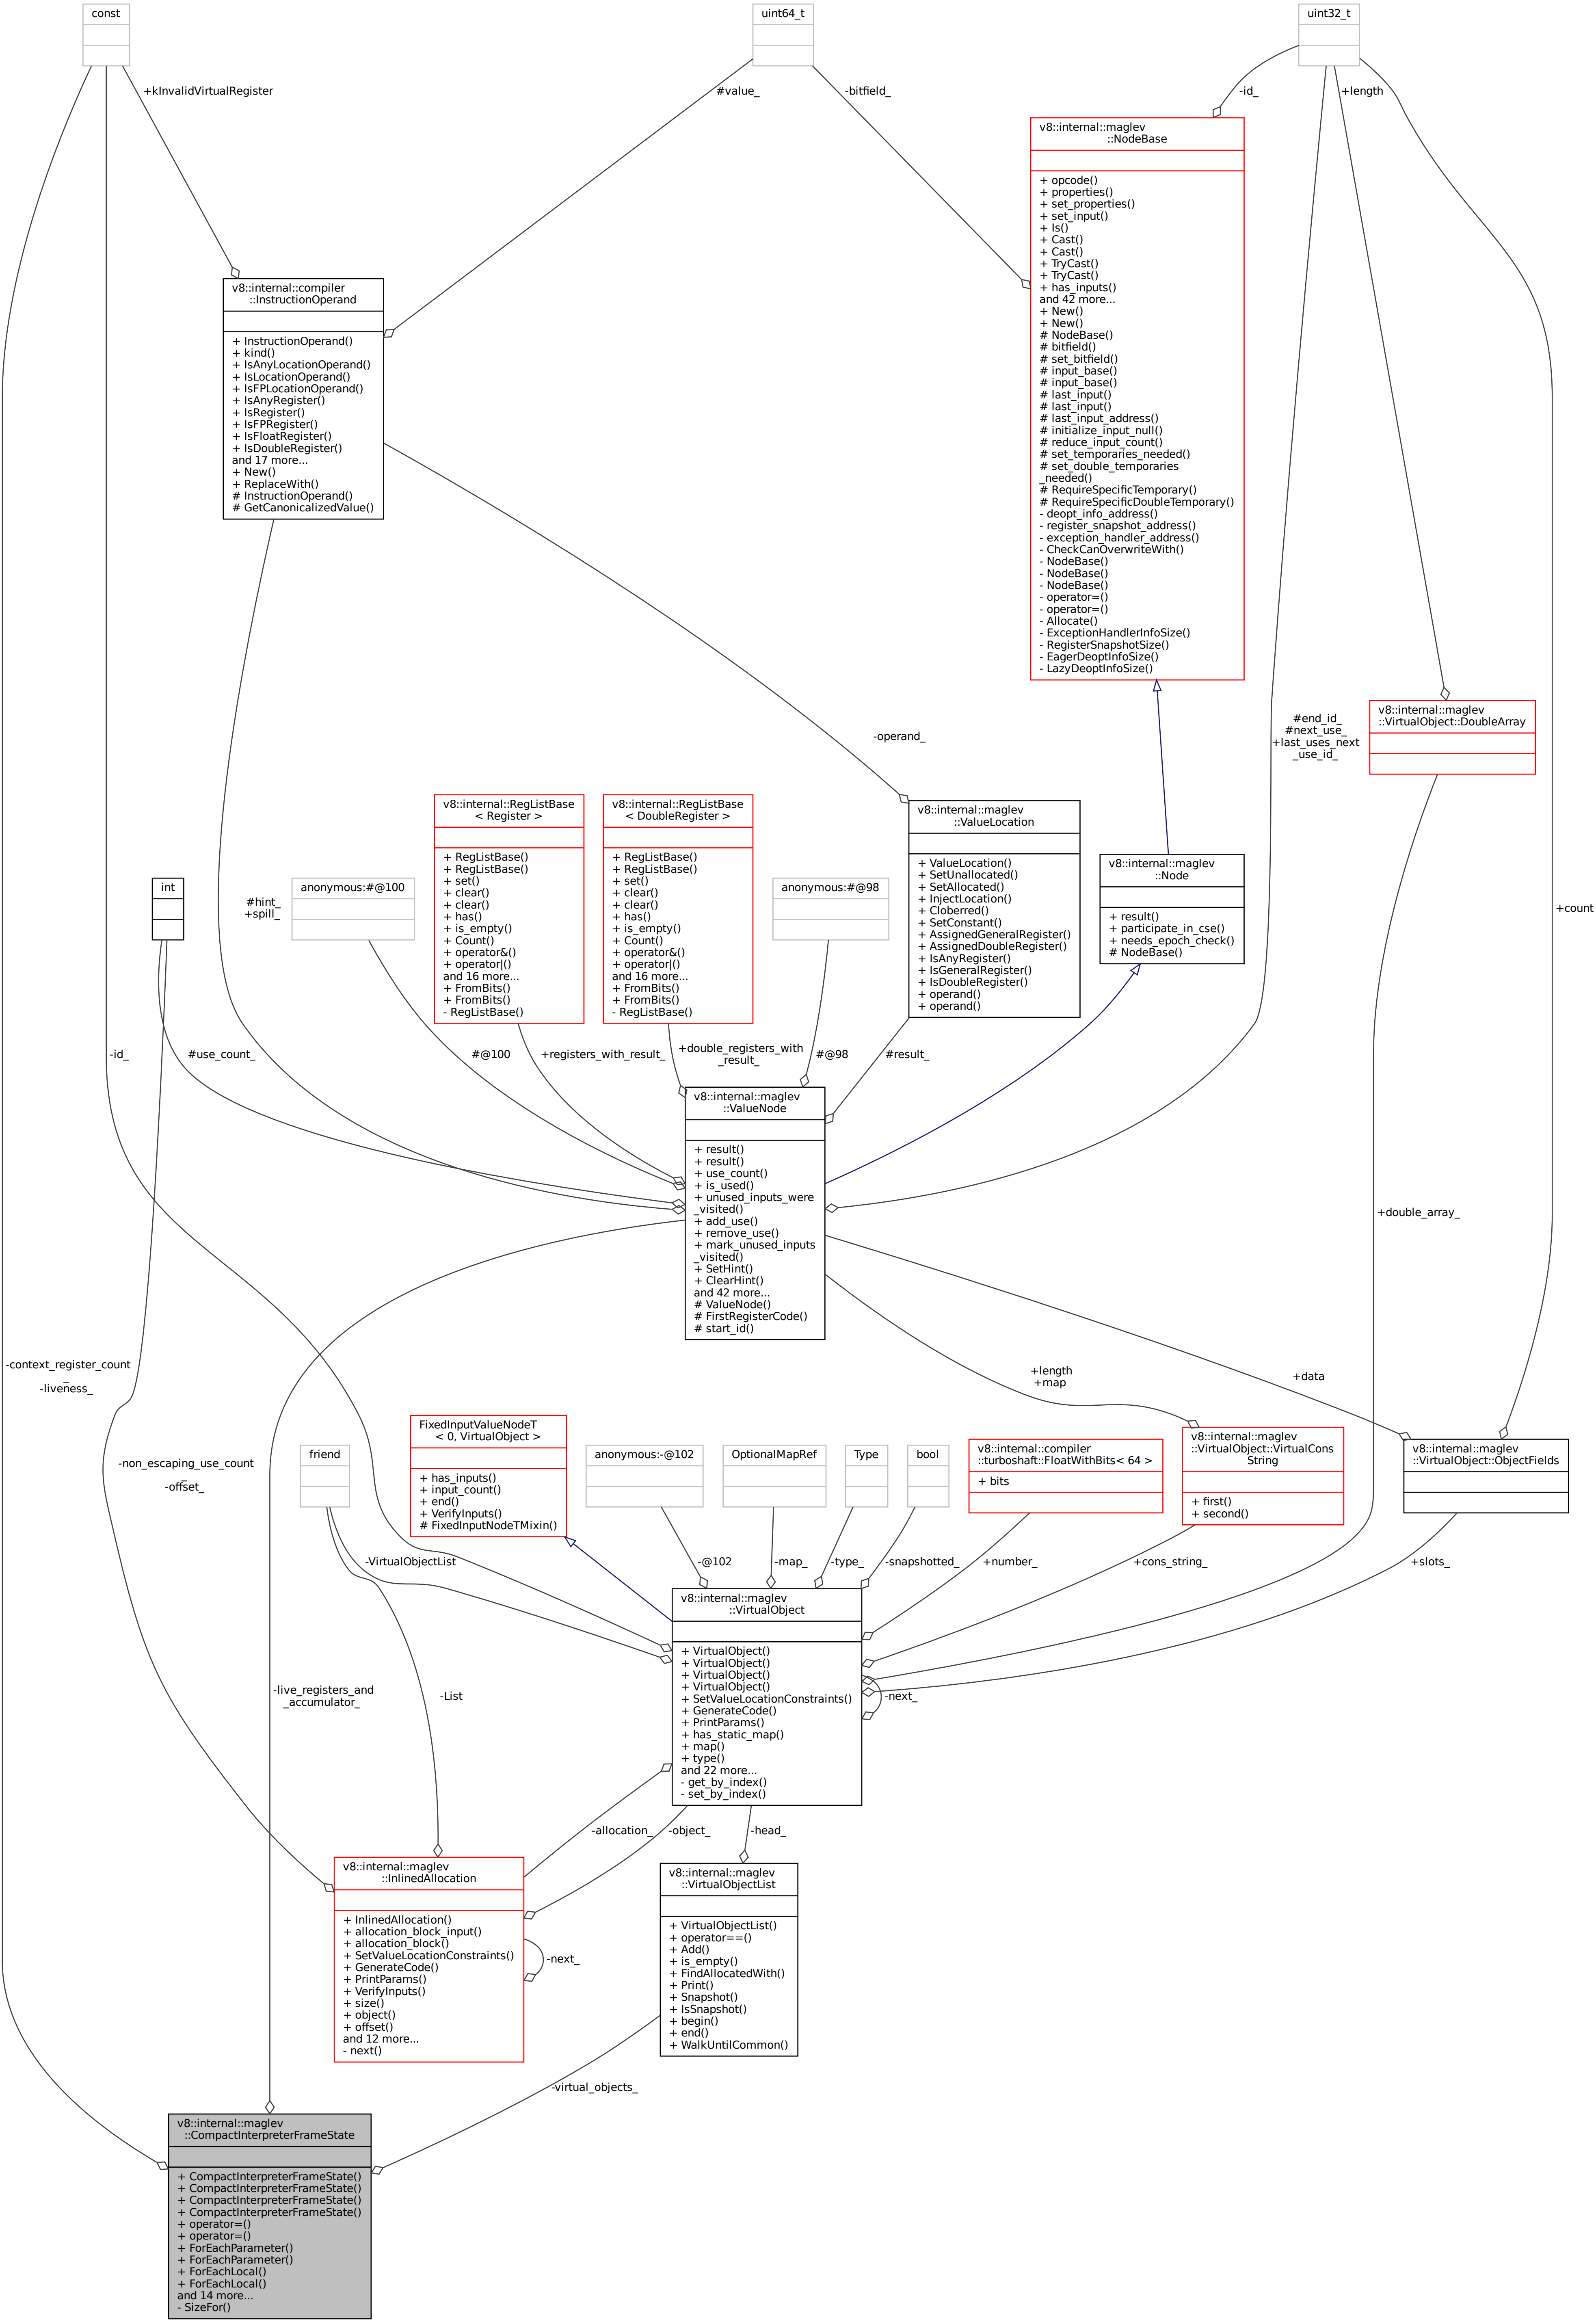 const
uint64_t
uint32_t
+kInvalidVirtualRegister
#value_
-bitfield_
-id_
+length
v8::internal::maglev
::NodeBase
+ opcode()
+ properties()
+ set_properties()
+ set_input()
+ Is()
+ Cast()
+ Cast()
+ TryCast()
+ TryCast()
+ has_inputs()
and 42 more...
+ New()
+ New()
# NodeBase()
# bitfield()
# set_bitfield()
# input_base()
# input_base()
# last_input()
# last_input()
# last_input_address()
# initialize_input_null()
# reduce_input_count()
# set_temporaries_needed()
# set_double_temporaries
_needed()
# RequireSpecificTemporary()
# RequireSpecificDoubleTemporary()
- deopt_info_address()
- register_snapshot_address()
- exception_handler_address()
- CheckCanOverwriteWith()
- NodeBase()
- NodeBase()
- NodeBase()
- operator=()
- operator=()
- Allocate()
- ExceptionHandlerInfoSize()
- RegisterSnapshotSize()
- EagerDeoptInfoSize()
- LazyDeoptInfoSize()
v8::internal::compiler
::InstructionOperand
+ InstructionOperand()
+ kind()
+ IsAnyLocationOperand()
+ IsLocationOperand()
+ IsFPLocationOperand()
+ IsAnyRegister()
+ IsRegister()
+ IsFPRegister()
+ IsFloatRegister()
+ IsDoubleRegister()
and 17 more...
+ New()
+ ReplaceWith()
# InstructionOperand()
# GetCanonicalizedValue()
-operand_
#end_id_
#next_use_
+last_uses_next
_use_id_
v8::internal::maglev
::VirtualObject::DoubleArray
+count
int
#hint_
+spill_
anonymous:#@100
v8::internal::RegListBase
< Register >
+ RegListBase()
+ RegListBase()
+ set()
+ clear()
+ clear()
+ has()
+ is_empty()
+ Count()
+ operator&()
+ operator|()
and 16 more...
+ FromBits()
+ FromBits()
- RegListBase()
v8::internal::RegListBase
< DoubleRegister >
+ RegListBase()
+ RegListBase()
+ set()
+ clear()
+ clear()
+ has()
+ is_empty()
+ Count()
+ operator&()
+ operator|()
and 16 more...
+ FromBits()
+ FromBits()
- RegListBase()
anonymous:#@98
v8::internal::maglev
::ValueLocation
+ ValueLocation()
+ SetUnallocated()
+ SetAllocated()
+ InjectLocation()
+ Cloberred()
+ SetConstant()
+ AssignedGeneralRegister()
+ AssignedDoubleRegister()
+ IsAnyRegister()
+ IsGeneralRegister()
+ IsDoubleRegister()
+ operand()
+ operand()
v8::internal::maglev
::Node
+ result()
+ participate_in_cse()
+ needs_epoch_check()
# NodeBase()
-id_
#use_count_
#@100
+registers_with_result_
+double_registers_with
_result_
#@98
#result_
v8::internal::maglev
::ValueNode
+ result()
+ result()
+ use_count()
+ is_used()
+ unused_inputs_were
_visited()
+ add_use()
+ remove_use()
+ mark_unused_inputs
_visited()
+ SetHint()
+ ClearHint()
and 42 more...
# ValueNode()
# FirstRegisterCode()
# start_id()
+double_array_
-context_register_count
_
-liveness_
+length
+map
+data
-non_escaping_use_count
_
-offset_
friend
FixedInputValueNodeT
< 0, VirtualObject >
+ has_inputs()
+ input_count()
+ end()
+ VerifyInputs()
# FixedInputNodeTMixin()
anonymous:-@102
OptionalMapRef
Type
bool
v8::internal::compiler
::turboshaft::FloatWithBits< 64 >
+ bits
v8::internal::maglev
::VirtualObject::VirtualCons
String
+ first()
+ second()
v8::internal::maglev
::VirtualObject::ObjectFields
-VirtualObjectList
-@102
-map_
-type_
-snapshotted_
+number_
+cons_string_
+slots_
v8::internal::maglev
::VirtualObject
+ VirtualObject()
+ VirtualObject()
+ VirtualObject()
+ VirtualObject()
+ SetValueLocationConstraints()
+ GenerateCode()
+ PrintParams()
+ has_static_map()
+ map()
+ type()
and 22 more...
- get_by_index()
- set_by_index()
-next_
-live_registers_and
_accumulator_
-List
-allocation_
-object_
-head_
v8::internal::maglev
::InlinedAllocation
+ InlinedAllocation()
+ allocation_block_input()
+ allocation_block()
+ SetValueLocationConstraints()
+ GenerateCode()
+ PrintParams()
+ VerifyInputs()
+ size()
+ object()
+ offset()
and 12 more...
- next()
-next_
v8::internal::maglev
::VirtualObjectList
+ VirtualObjectList()
+ operator==()
+ Add()
+ is_empty()
+ FindAllocatedWith()
+ Print()
+ Snapshot()
+ IsSnapshot()
+ begin()
+ end()
+ WalkUntilCommon()
-virtual_objects_
v8::internal::maglev
::CompactInterpreterFrameState
+ CompactInterpreterFrameState()
+ CompactInterpreterFrameState()
+ CompactInterpreterFrameState()
+ CompactInterpreterFrameState()
+ operator=()
+ operator=()
+ ForEachParameter()
+ ForEachParameter()
+ ForEachLocal()
+ ForEachLocal()
and 14 more...
- SizeFor()